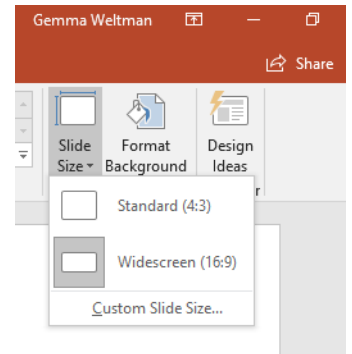 Gemma Weltman
Share
Slide Size
Format Background
Design Ideas
r
Standard (4:3)
Widescreen (16:9)
Custom Slide Size...